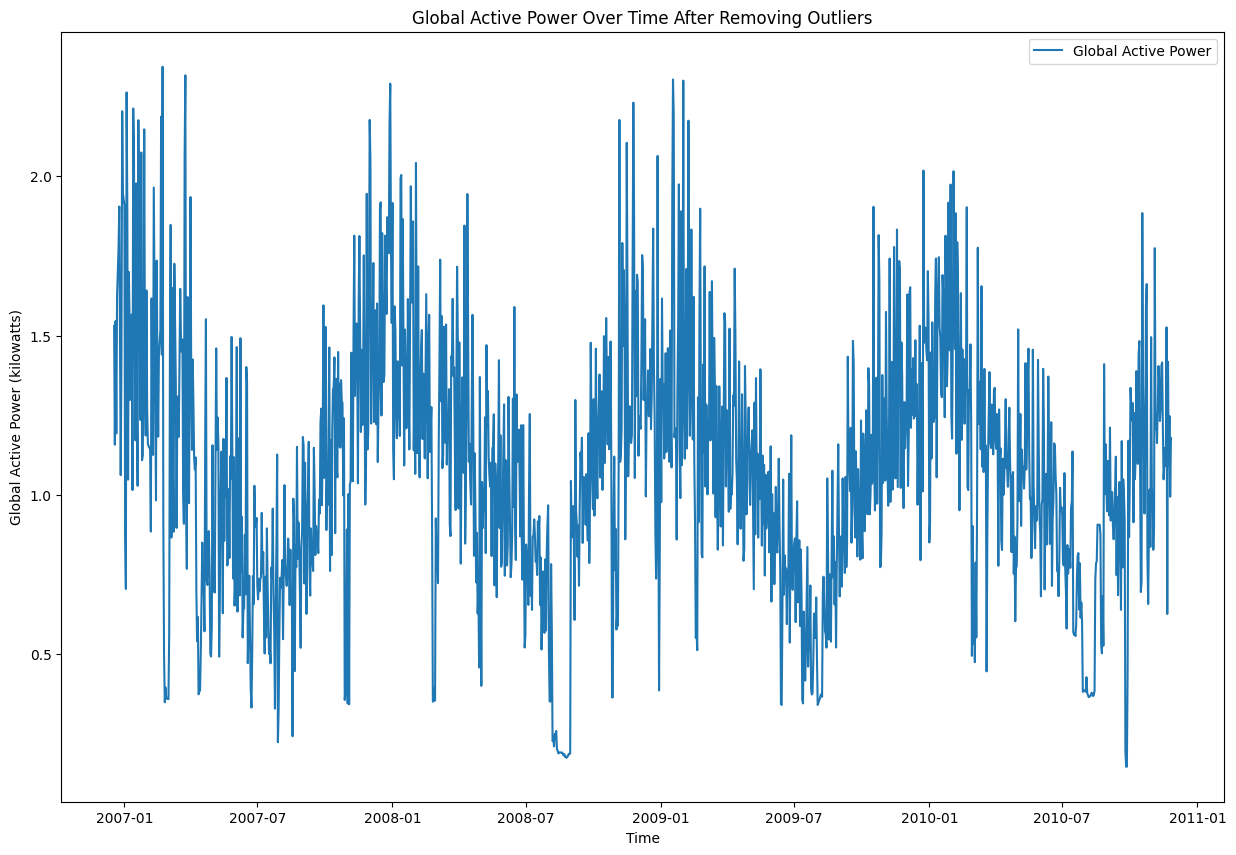 Global Active Power Over Time After Removing Outliers
Global Active Power
Global Active Power (kilowatts)
2.0
1.5
1.0
0.5
2007-01 2007-07 2008-01 2008-07 2009-01 2009-07 2010-01 2010-07 2011-01
Time